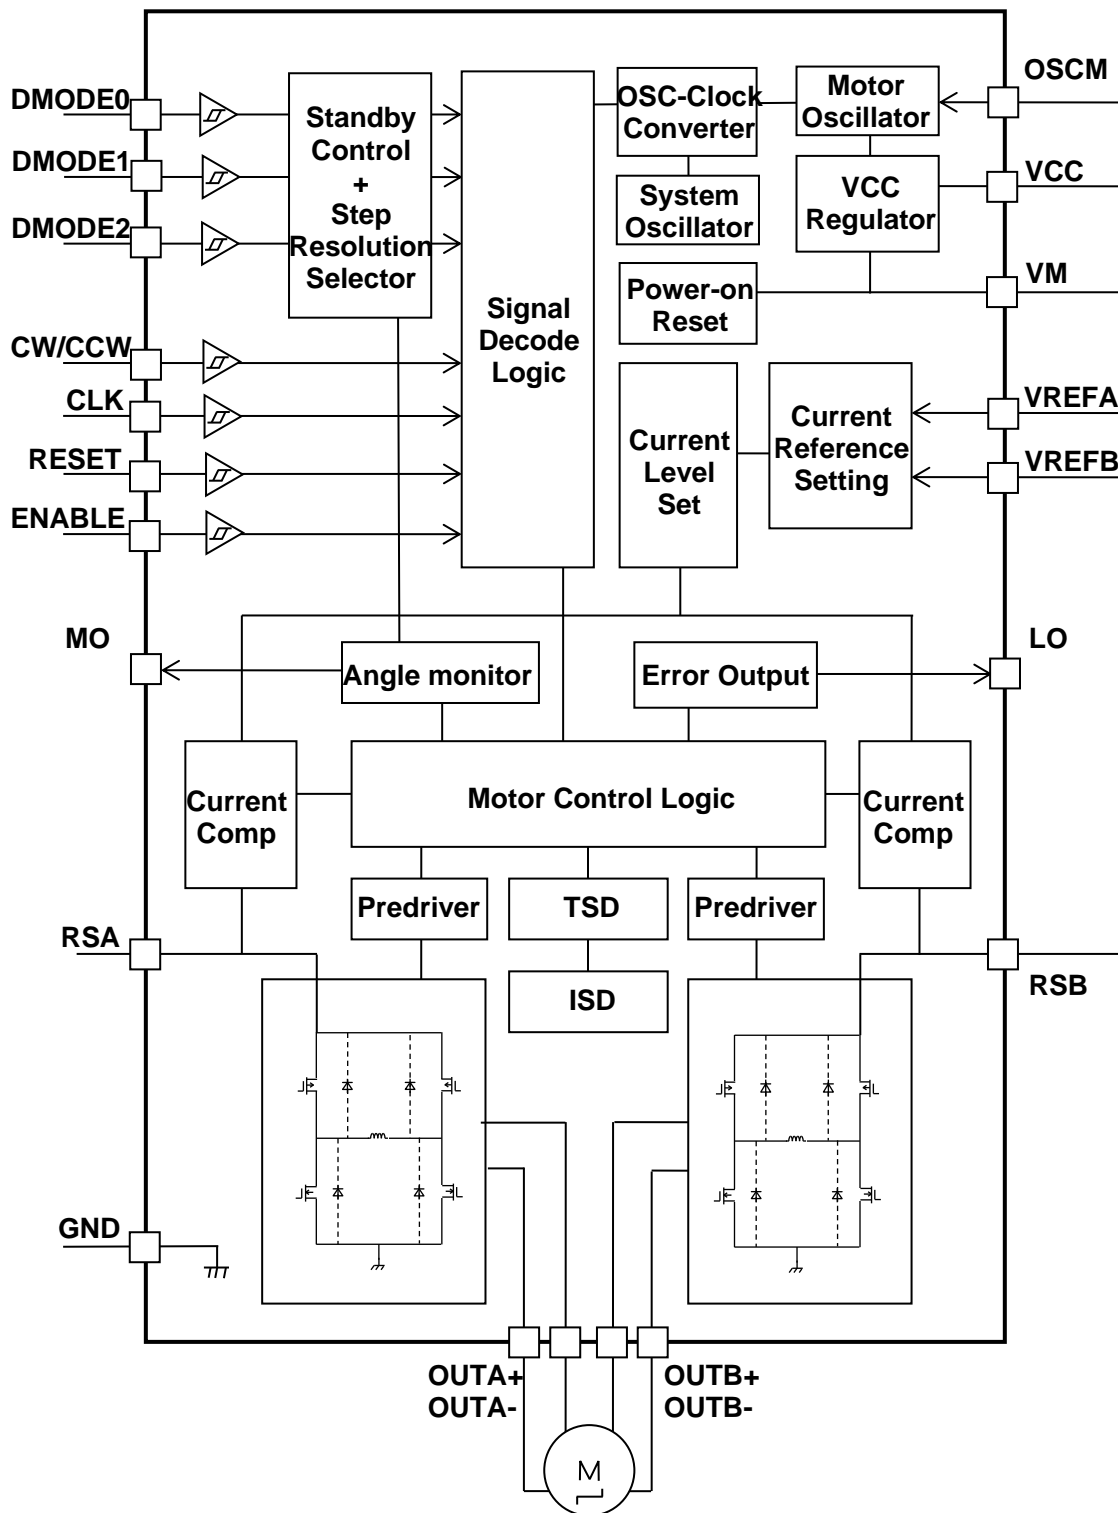 DMODE0
DMODE1
DMODE2
CW/CCW
CLK
RESET
ENABLE
MO
RSA
GND
Standby
Control
+
Step
Resolution
Selector
Signal
Decode
Logic
OSC-Clock
Converter
Motor
Oscillator
System
Oscillator
VCC
Regulator
Power-on
Reset
Current
Level
Set
Current
Reference
Setting
OSCM
VCC
VM
VREFA
VREFB
LO
RSB
Angle monitor
Error Output
Current
Comp
Motor Control Logic
Current
Comp
Predriver
TSD
Predriver
ISD
OUTA+
OUTA-
OUTB+
OUTB-
M